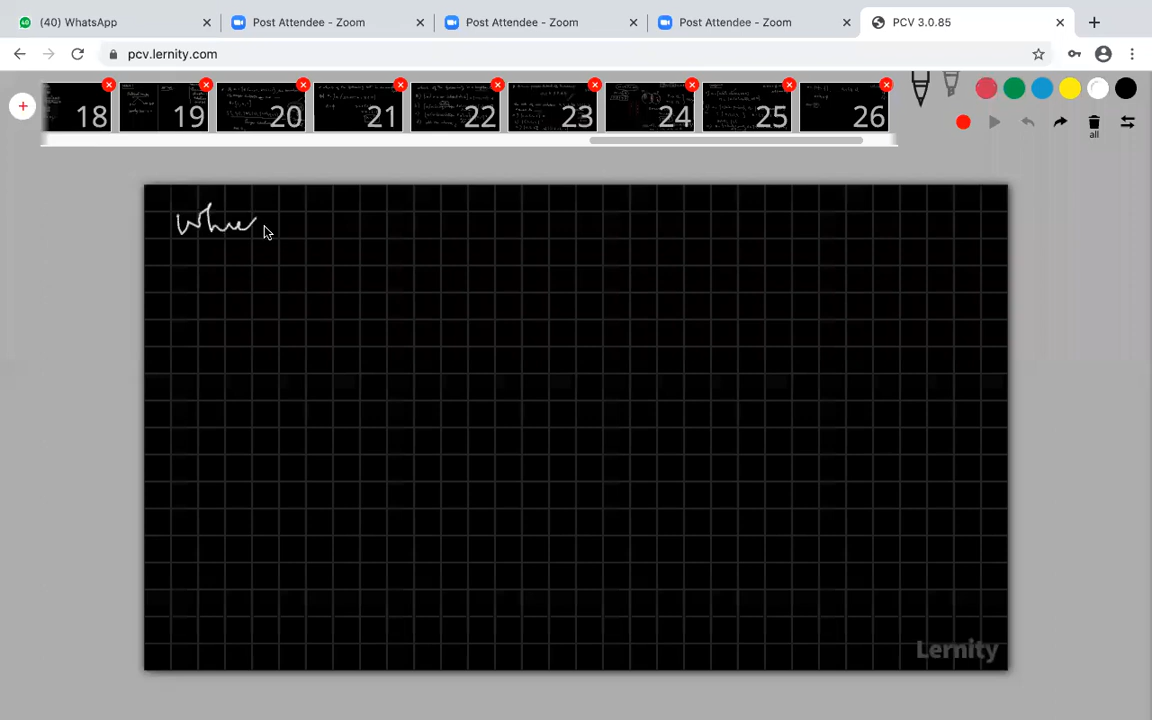 (40) WhatsApp
Post Attendee - Zoom
Post Attendee - Zoom
Post Attendee - Zoom
PCV 3.0.85
pcv.lernity.com
18
19
20
21
22
23
24
25
26
all
Whe
Lernity